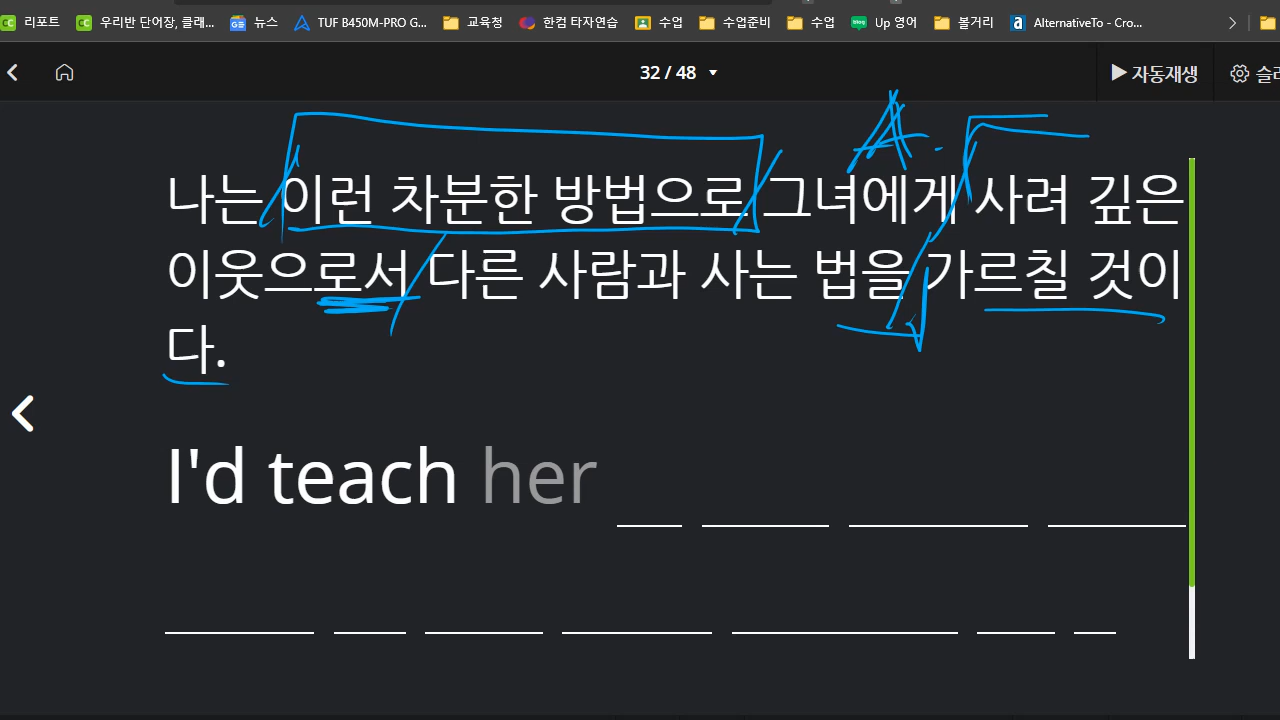 리포트 우리반 단어장, 클래... 뉴스 TUF B450M-PRO G... 교육청 한컴 타자연습 수업 수업준비 수업 Up 영어 볼거리 AlternativeTo - Cro...
32 / 48 자동재생 슬라
A.
나는 이런 차분한 방법으로 그녀에게 사려 깊은
이웃으로서 다른 사람과 사는 법을 가르칠 것이
다.
I'd teach her